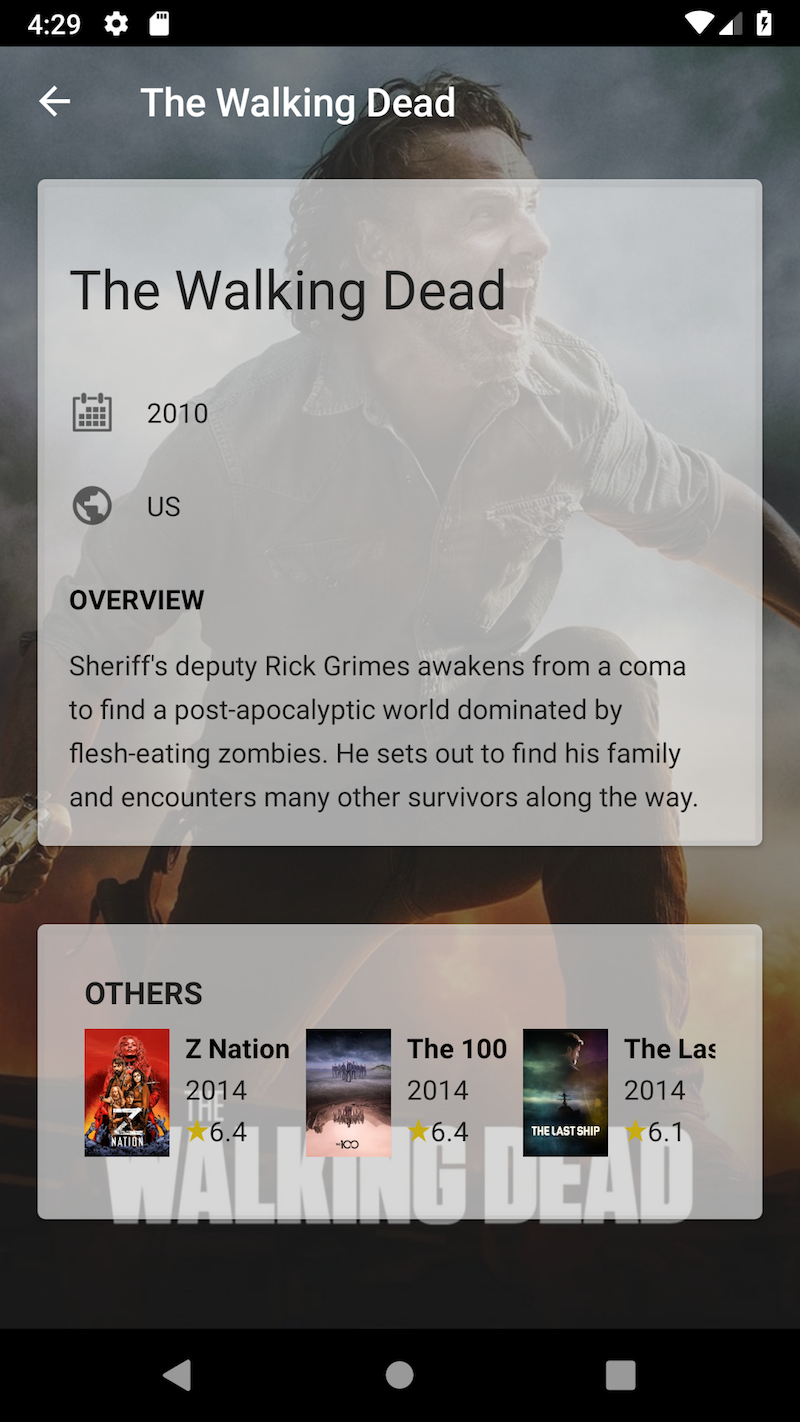 4:29
The Walking Dead
The Walking Dead
2010
US
OVERVIEW
Sheriff's deputy Rick Grimes awakens from a coma
to find a post-apocalyptic world dominated by
flesh-eating zombies. He sets out to find his family
and encounters many other survivors along the way.
OTHERS
Z Nation
2014
★6.4
Z
NATION
The 100
2014
★6.4
THE 100
The Las
2014
★6.1
THE LAST SHIP
THE
WALKING DEAD